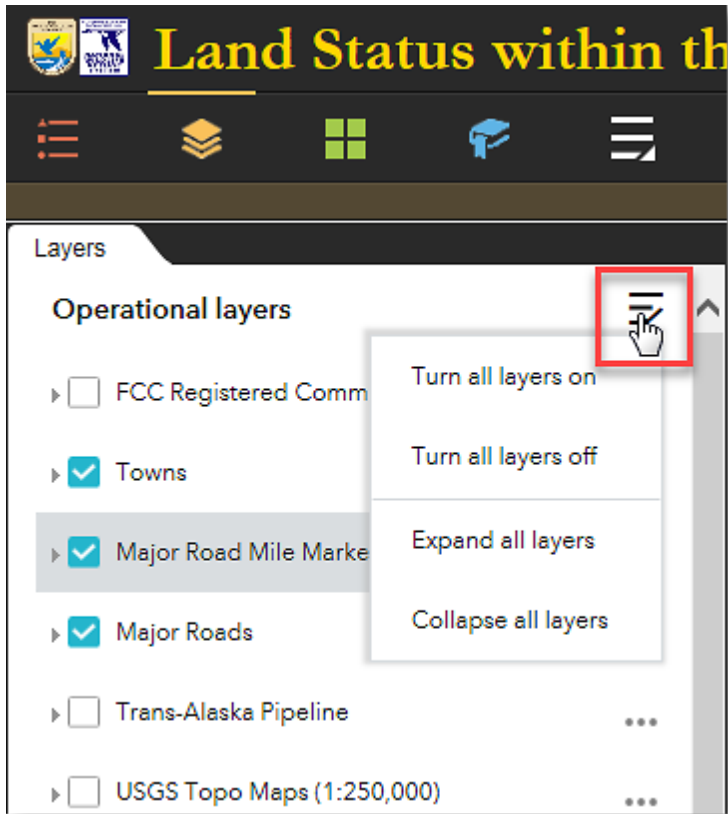 Land Status within th
Layers
Operational layers
FCC Registered Comm
Turn all layers on
Towns
Turn all layers off
Major Road Mile Marke
Expand all layers
Major Roads
Collapse all layers
Trans-Alaska Pipeline
USGS Topo Maps (1:250,000)